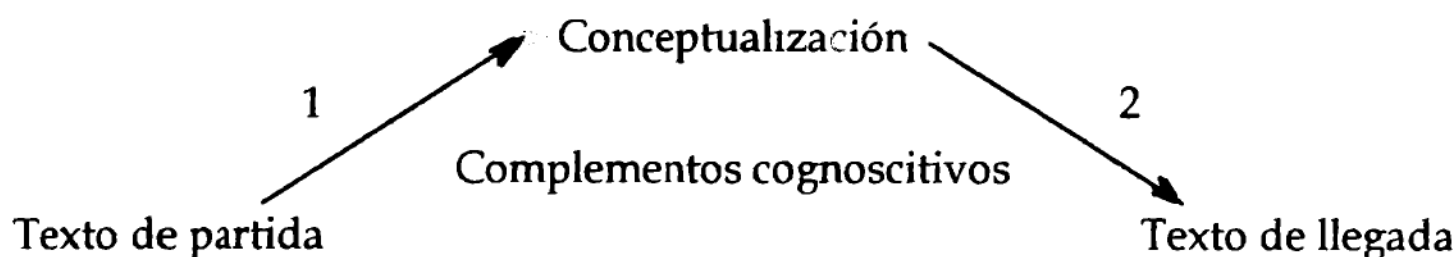 Conceptualización
1
2
Complementos cognoscitivos
Texto de partida
Texto de llegada